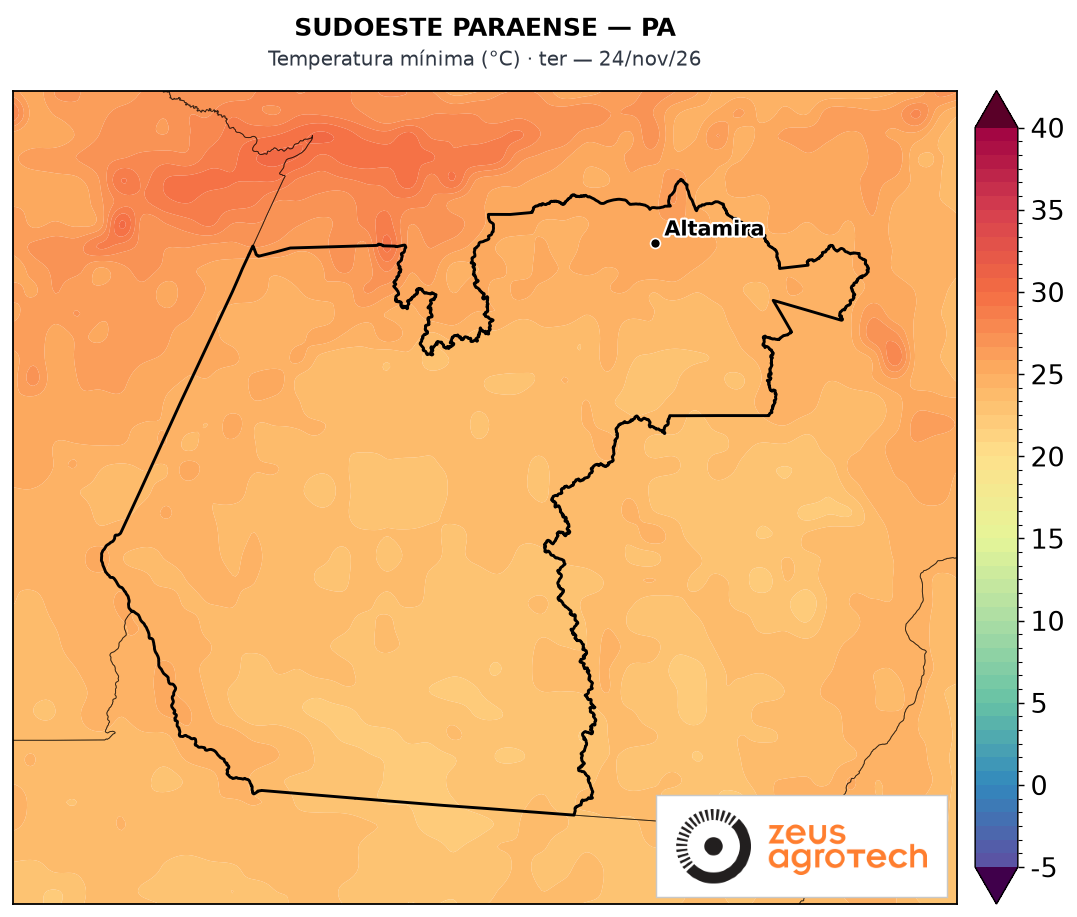 SUDOESTE PARAENSE — PA
Temperatura mínima (°C) · ter — 24/nov/26
Altamira
40
35
30
25
20
15
10
5
0
-5
zeus
agrotech